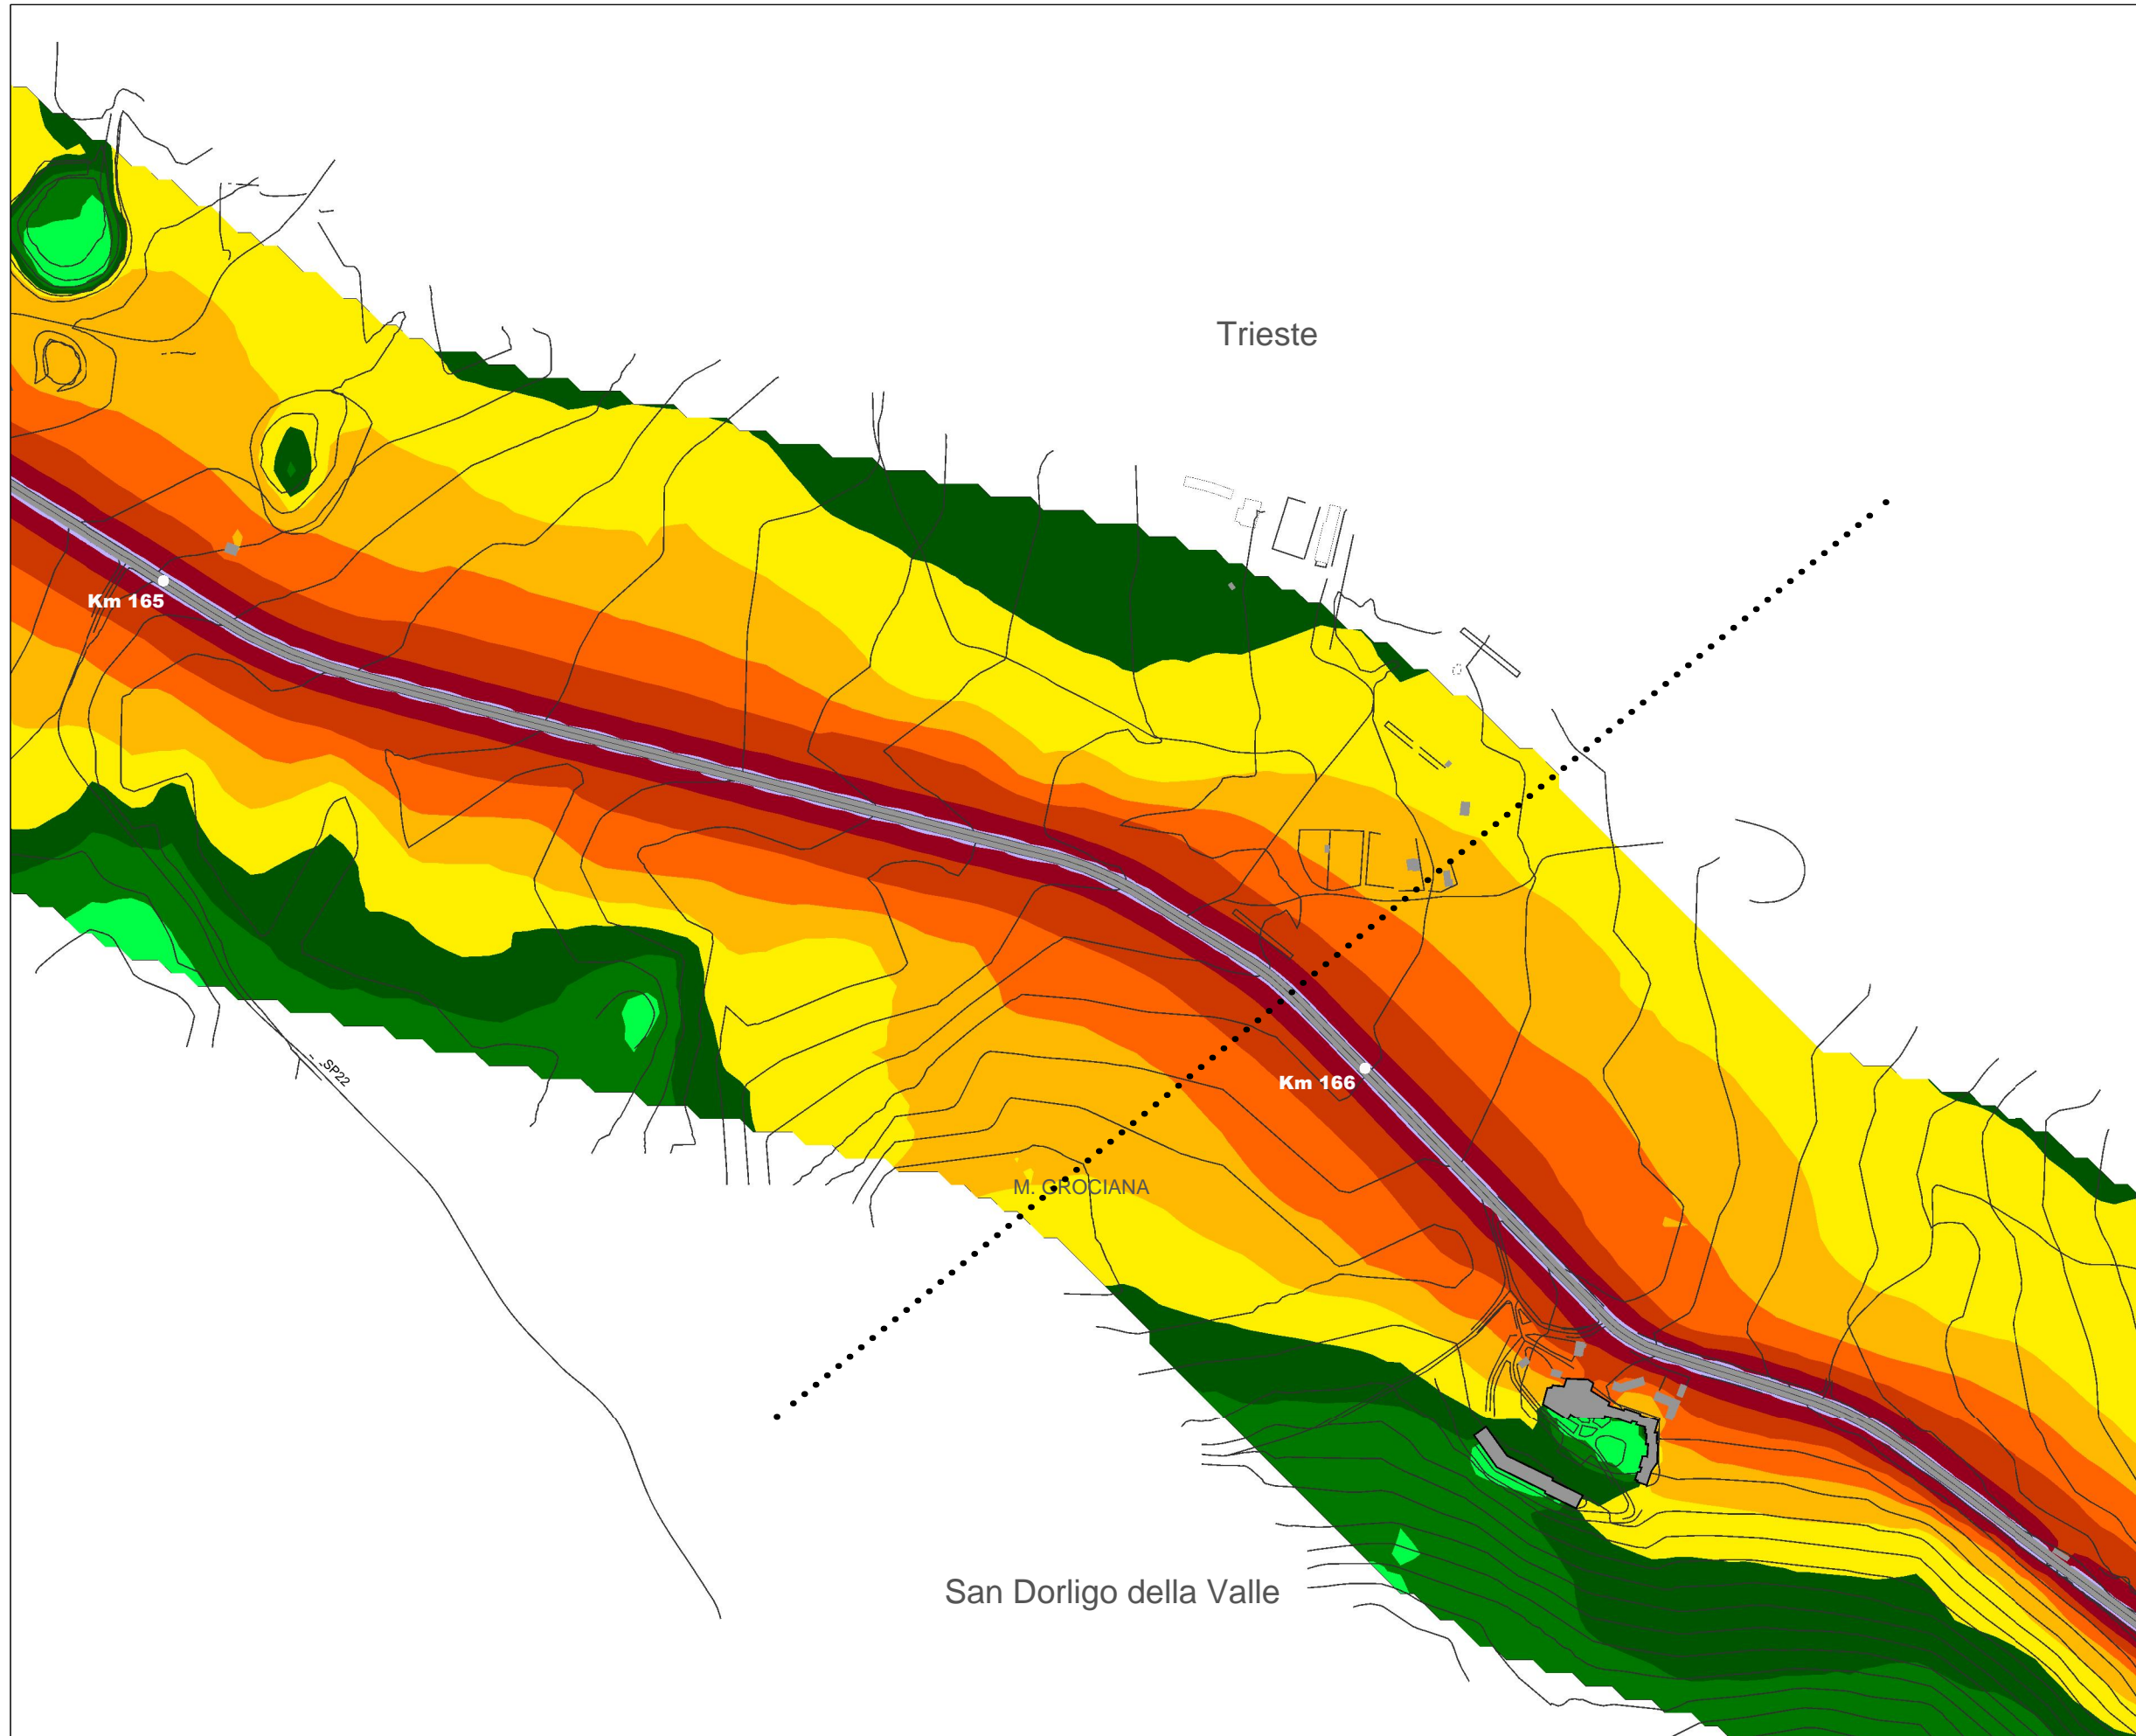 Trieste
Km 165
SP22
Km 166
M. GROCIANA
San Dorligo della Valle